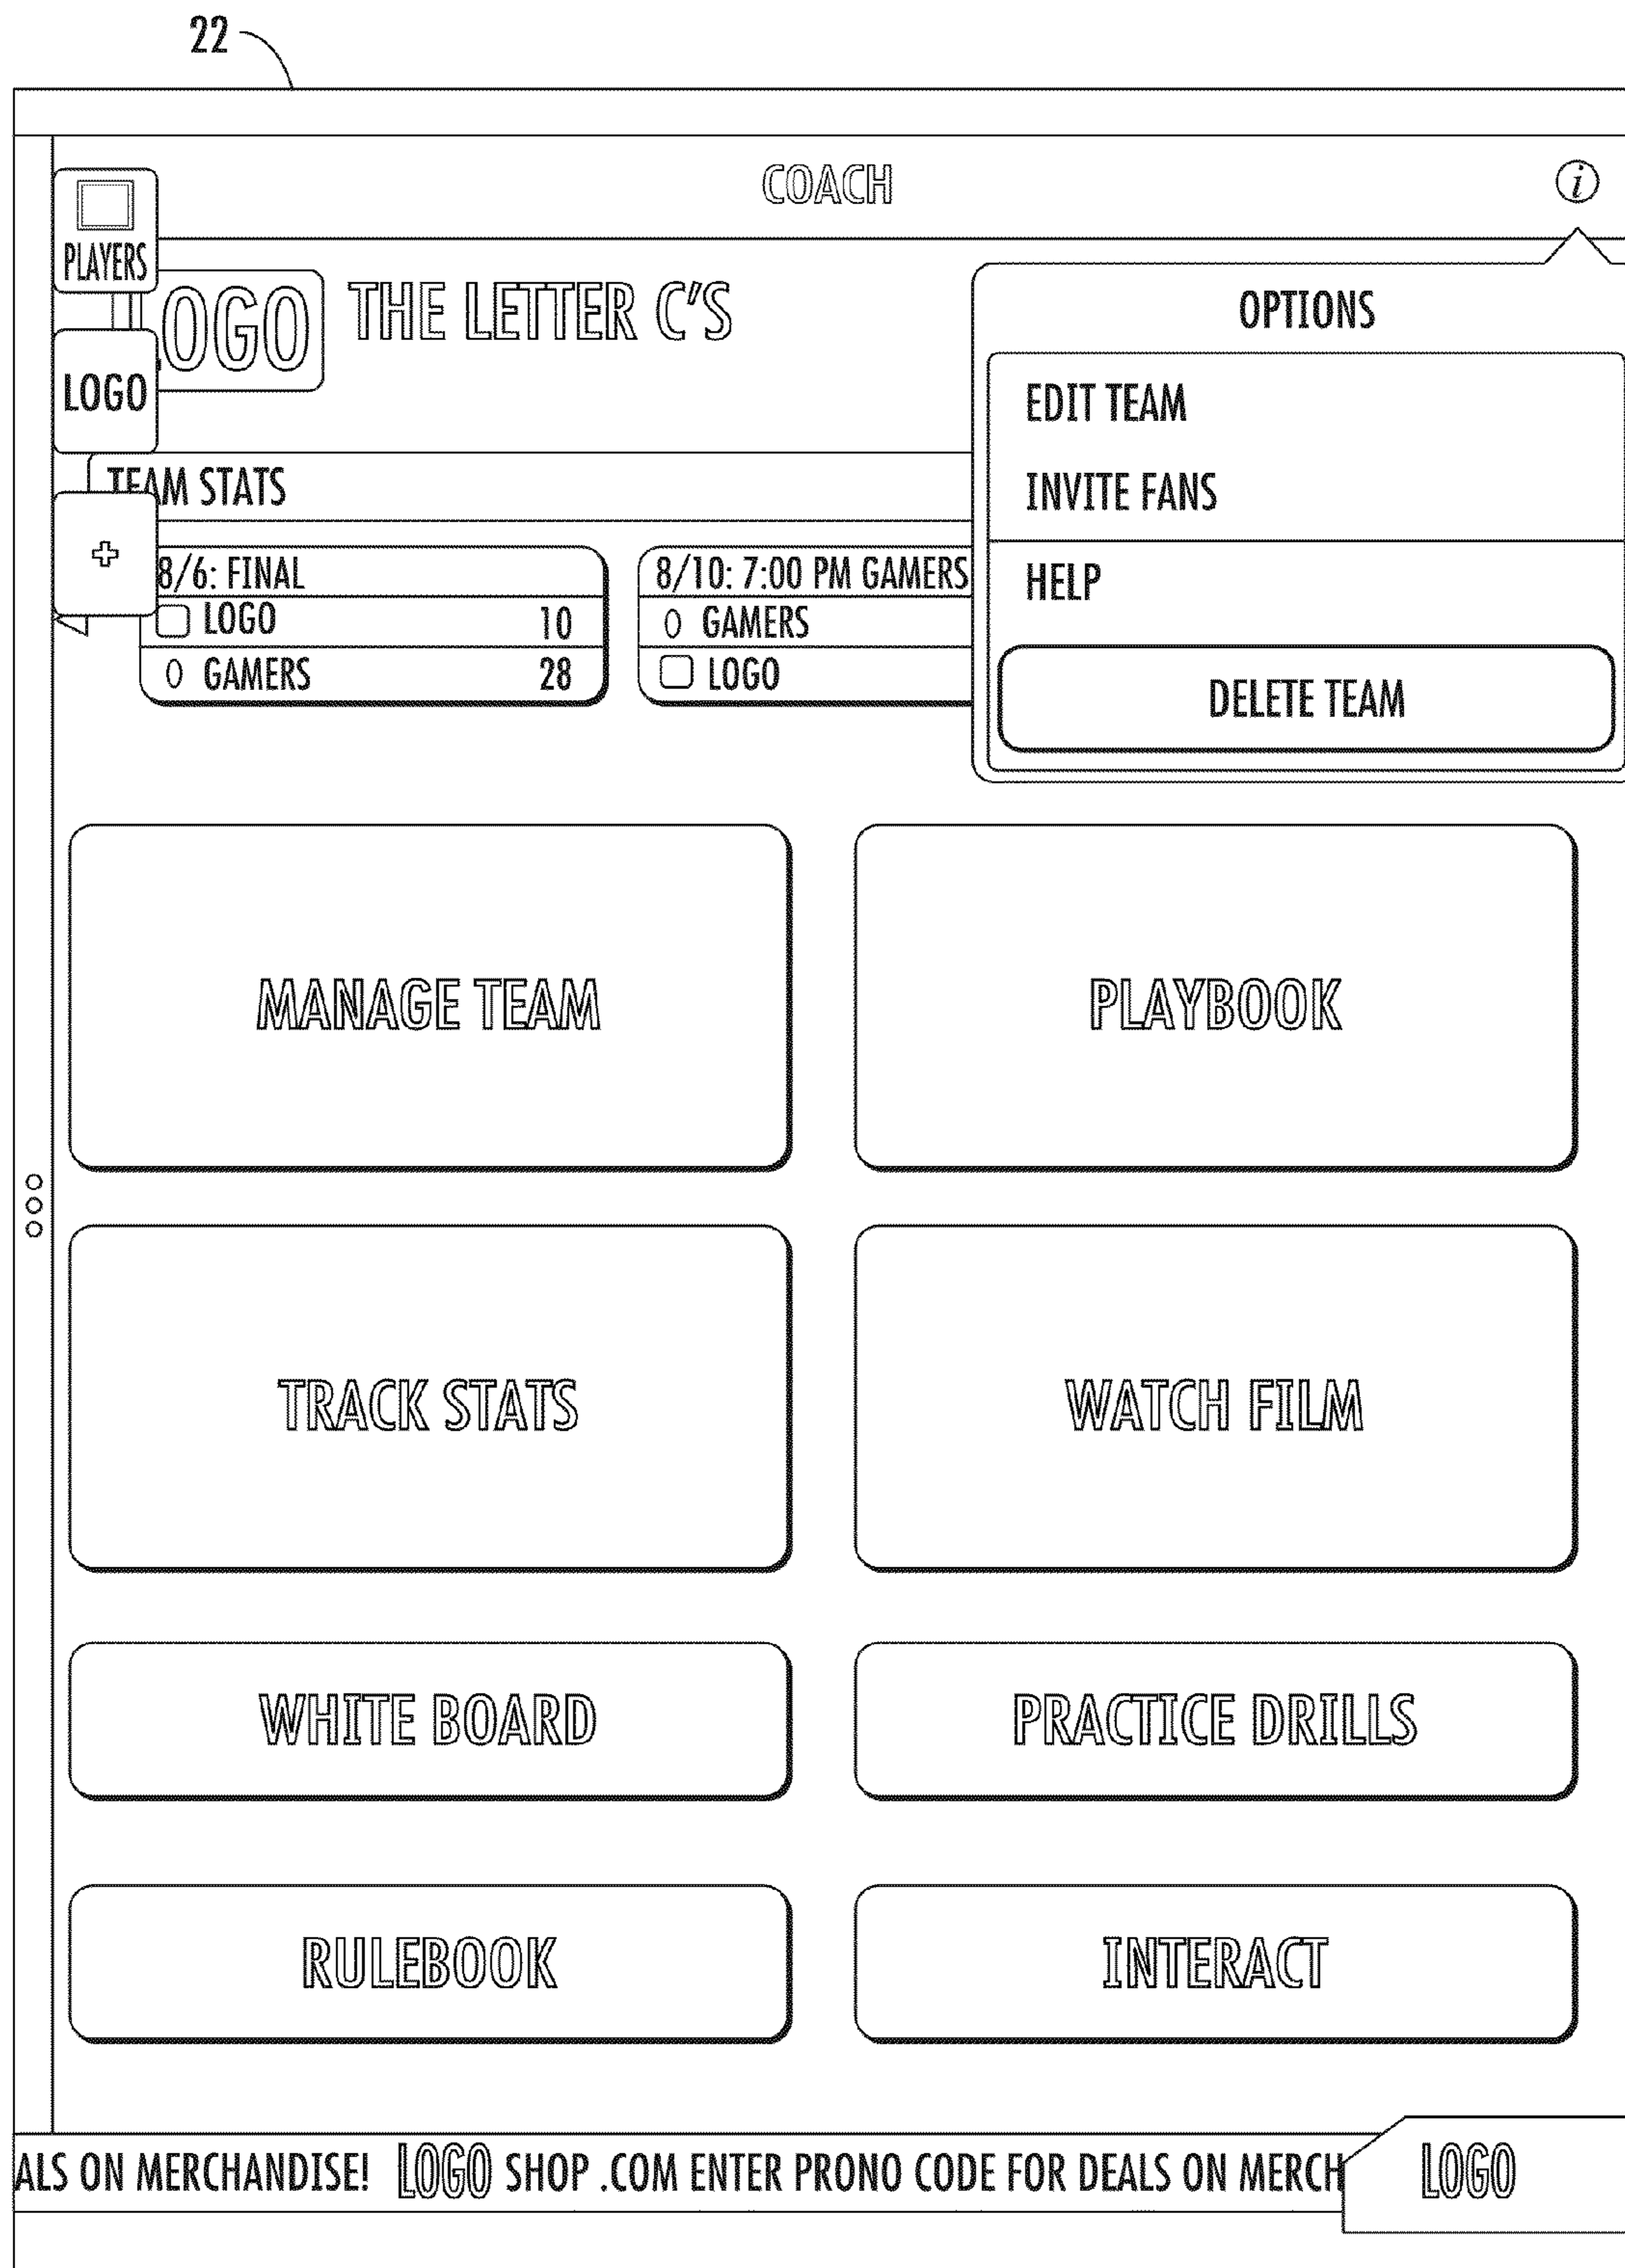 22
COACH
i
PLAYERS
LOGO
THE LETTER C'S
LOGO
OPTIONS
EDIT TEAM
INVITE FANS
HELP
DELETE TEAM
TEAM STATS
+
8/6: FINAL
LOGO 10
GAMERS 28
8/10: 7:00 PM GAMERS
GAMERS
LOGO
MANAGE TEAM
PLAYBOOK
TRACK STATS
WATCH FILM
WHITE BOARD
PRACTICE DRILLS
RULEBOOK
INTERACT
ALS ON MERCHANDISE! LOGO SHOP .COM ENTER PRONO CODE FOR DEALS ON MERCH
LOGO